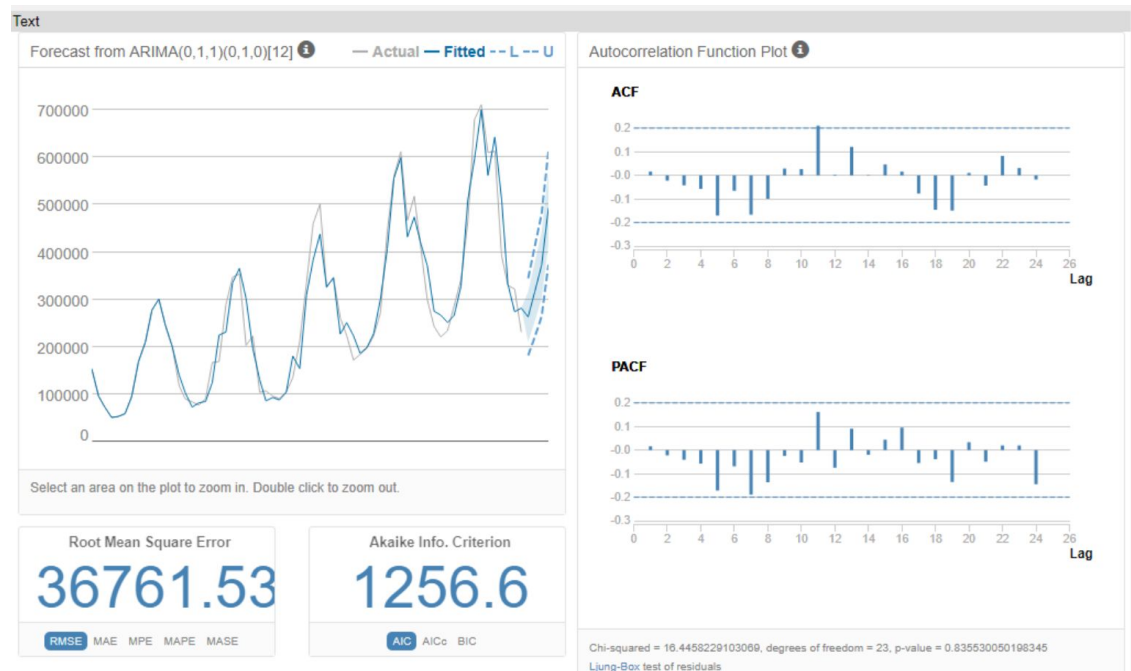 Text
Forecast from ARIMA(0,1,1)(0,1,0)[12] — Actual — Fitted - - L - - U
700000
600000
500000
400000
300000
200000
100000
0
Select an area on the plot to zoom in. Double click to zoom out.
Root Mean Square Error
36761.53
RMSE MAE MPE MAPE MASE
Akaike Info. Criterion
1256.6
AIC AICc BIC
Autocorrelation Function Plot
ACF
0.2
0.1
-0.0
-0.1
-0.2
-0.3
0 2 4 6 8 10 12 14 16 18 20 22 24 26
Lag
PACF
0.2
0.1
-0.0
-0.1
-0.2
-0.3
0 2 4 6 8 10 12 14 16 18 20 22 24 26
Lag
Chi-squared = 16.4458229103069, degrees of freedom = 23, p-value = 0.835530050198345
Ljung-Box test of residuals